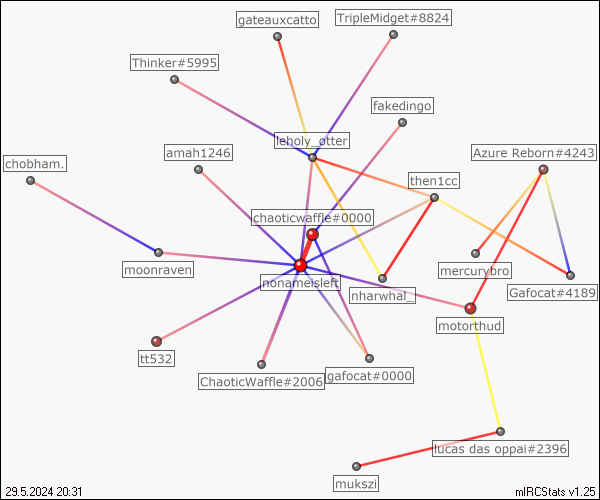 gateauxcatto
TripleMidget#8824
Thinker#5995
fakedingo
leholy_otter
amah1246
Azure Reborn#4243
chobham.
then1cc
chaoticwaffle#0000
moonraven
mercurybro
nonameisleft
nharwhal_
Gafocat#4189
motorthud
tt532
ChaoticWaffle#2006
gafocat#0000
lucas das oppai#2396
mukszi
29.5.2024 20:31
mIRCStats v1.25